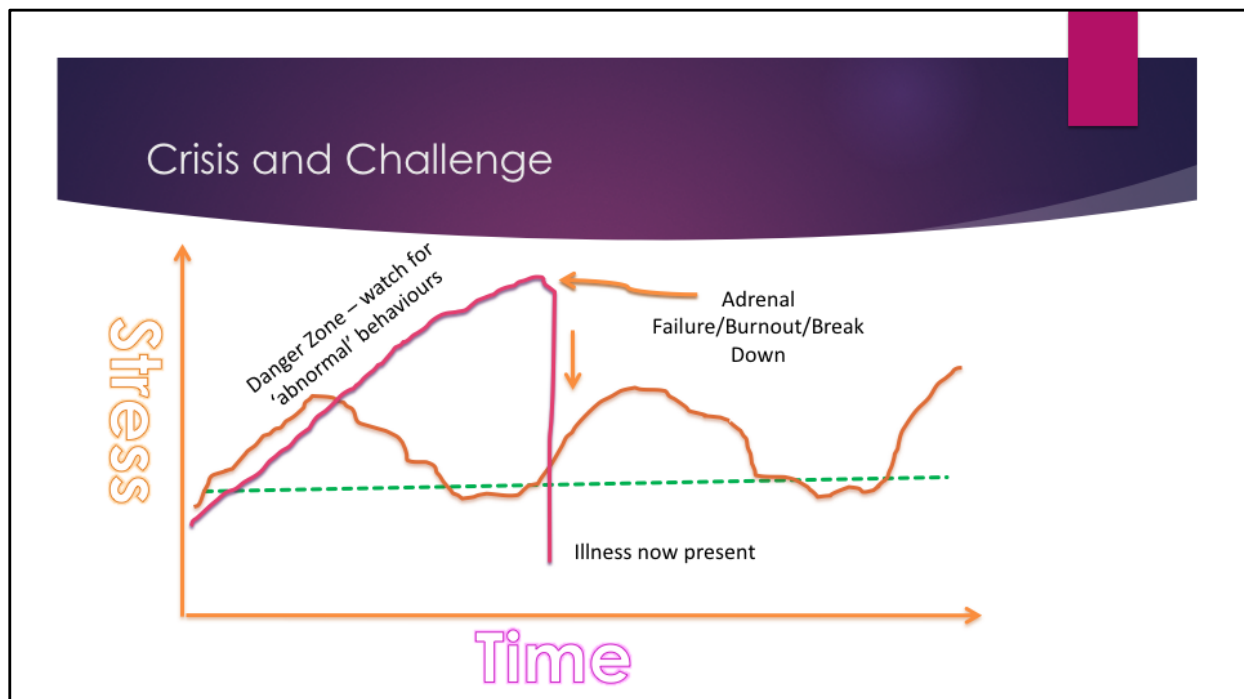 Crisis and Challenge
Danger Zone – watch for
‘abnormal’ behaviours
Adrenal
Failure/Burnout/Break
Down
Stress
Illness now present
Time